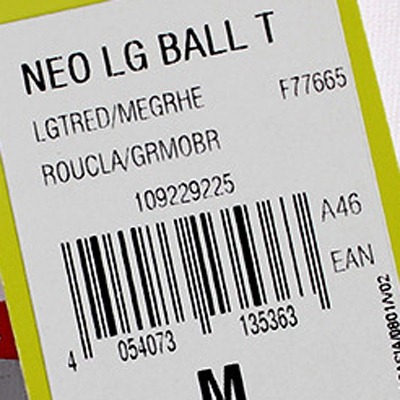 NEO LG BALL T
LGTRED/MEGRHE F77665
ROUCLA/GRMOBR
109229225
A46
EAN
4 054073 135363
M